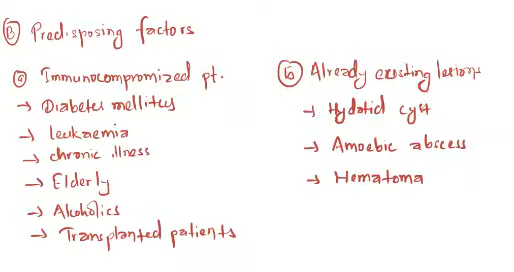 Ⓑ Predisposing factors
ⓐ Immunocompromized pt.
→ Diabetes mellitus
→ leukaemia
→ chronic illness
→ Elderly
→ Alcoholics
→ Transplanted patients
ⓑ Already existing lesions
→ Hydatid cyst
→ Amoebic abscess
→ Hematoma